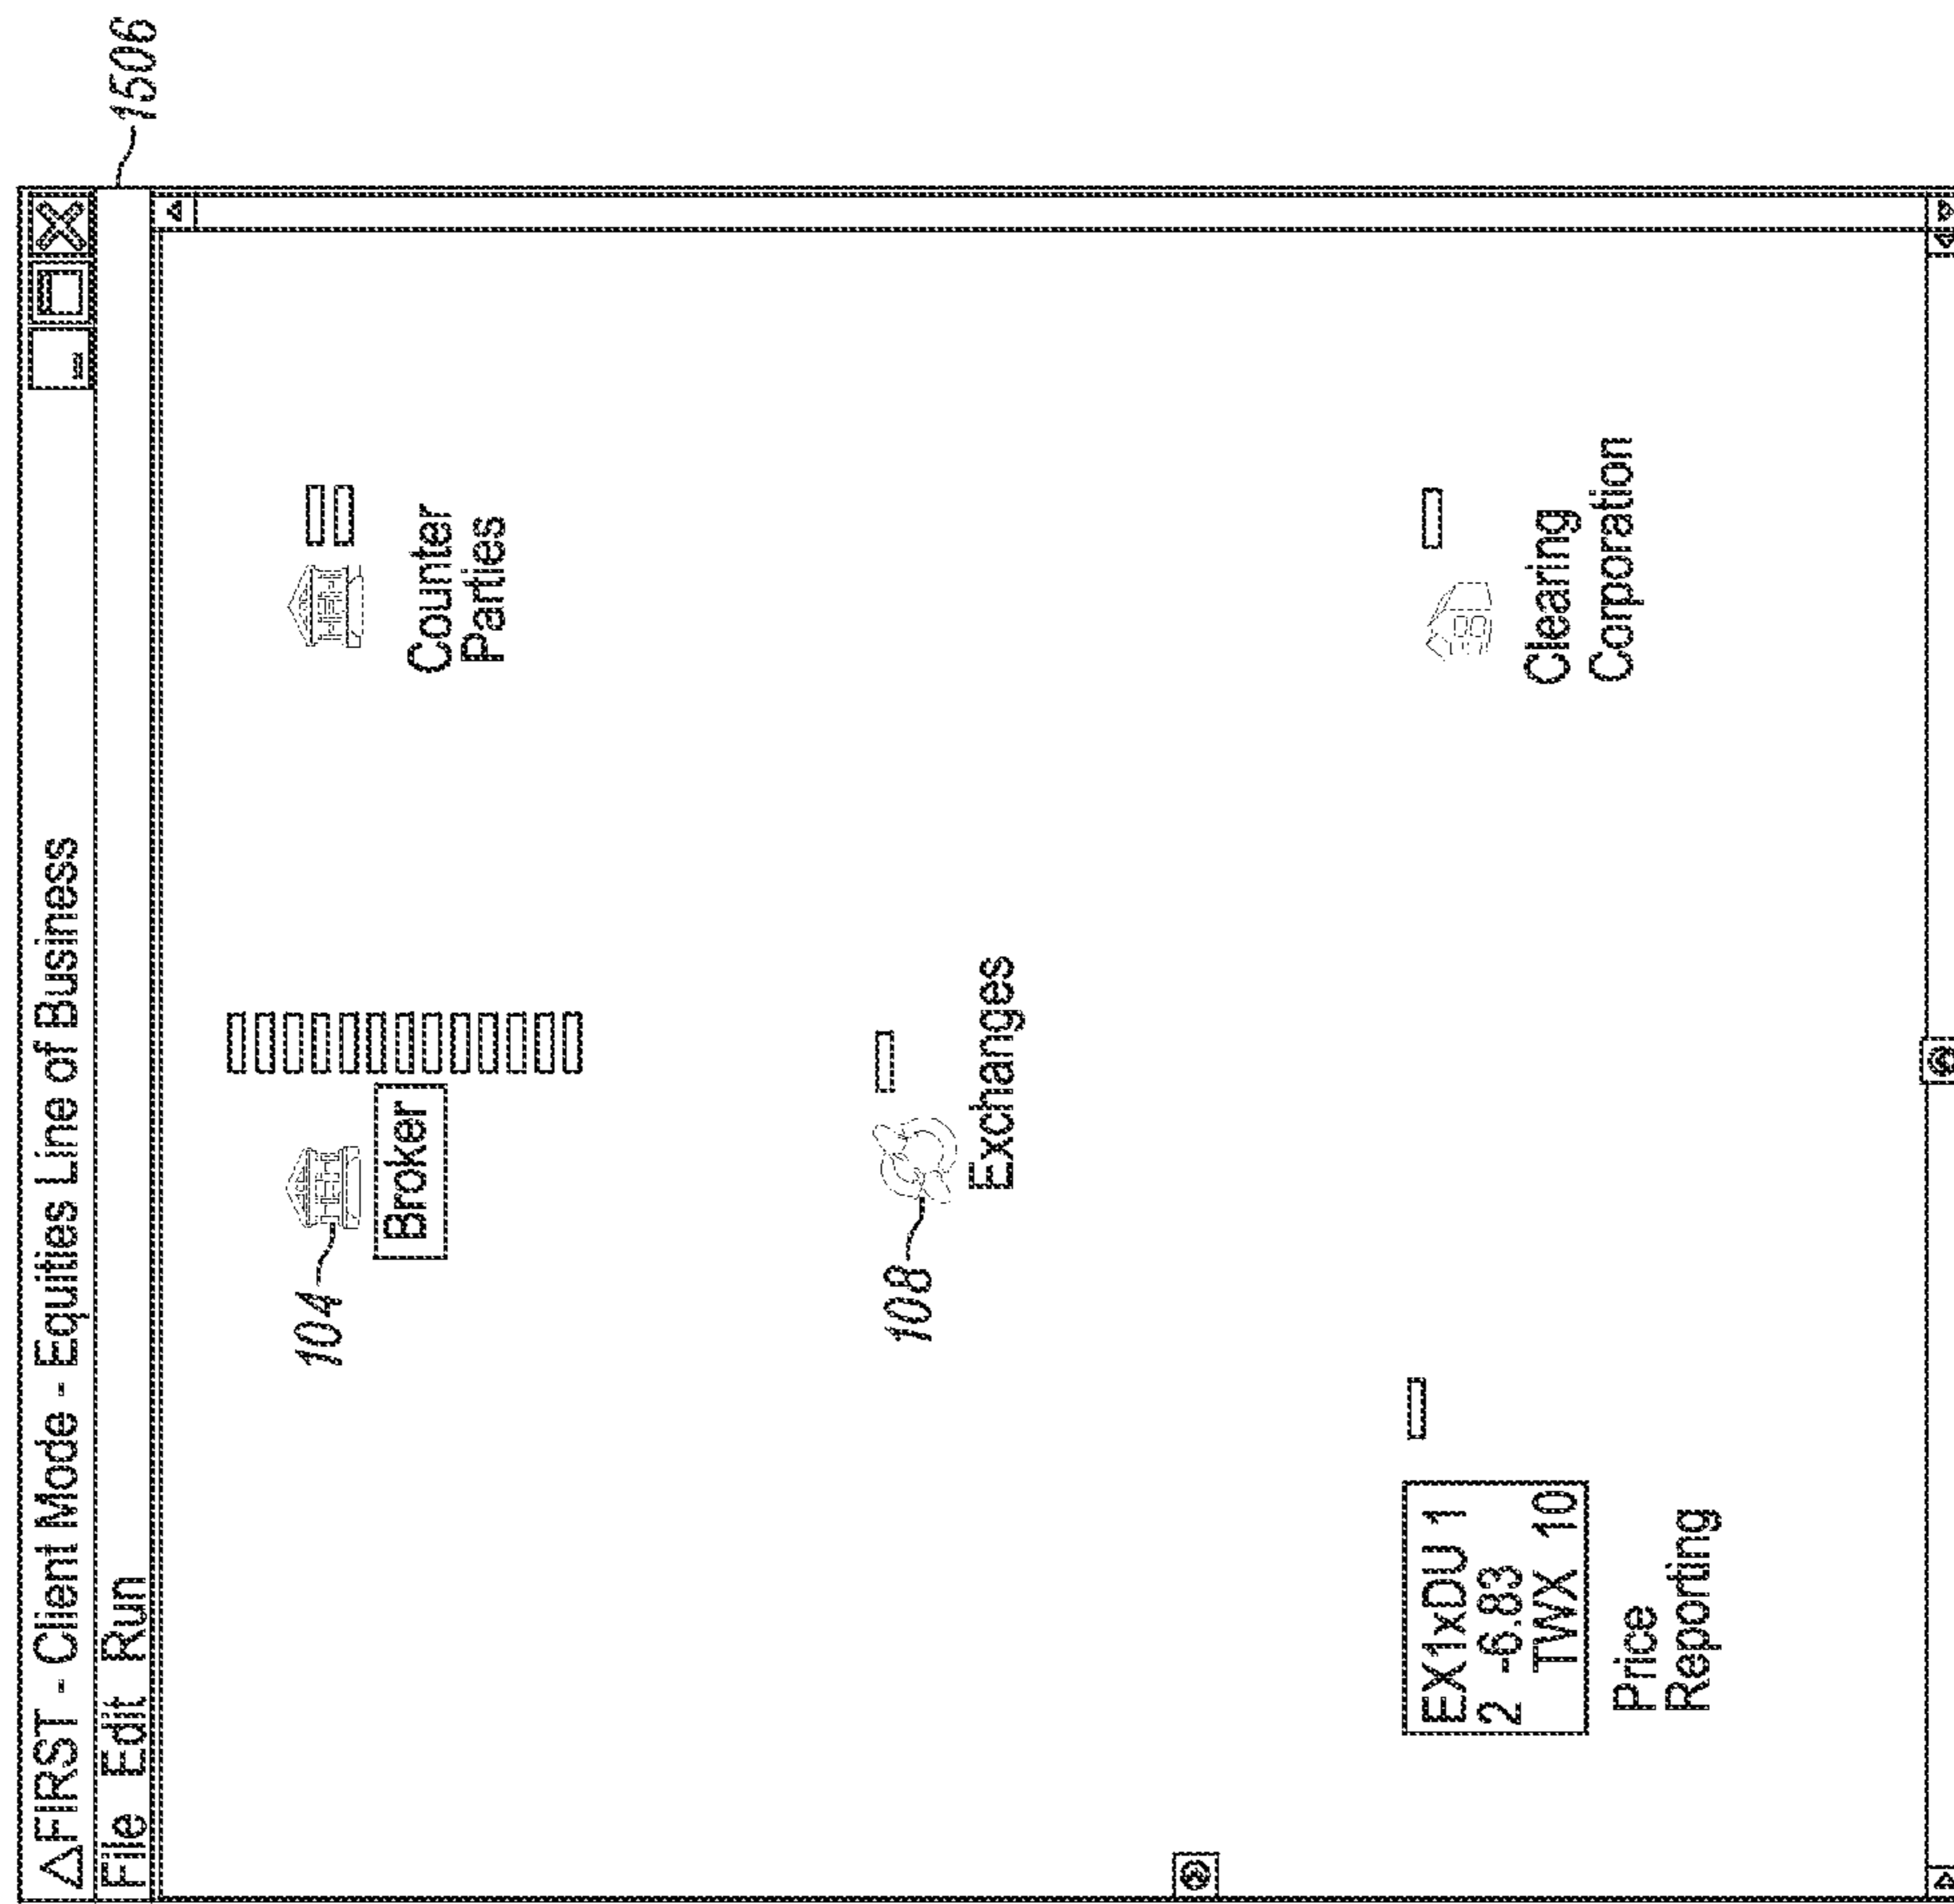 △FIRST - Client Mode - Equities Line of Business
File Edit Run
1506
104
Broker
Counter
Parties
108
Exchanges
EX1xDU 1
2 -6.83
TWX 10
Price
Reporting
Clearing
Corporation